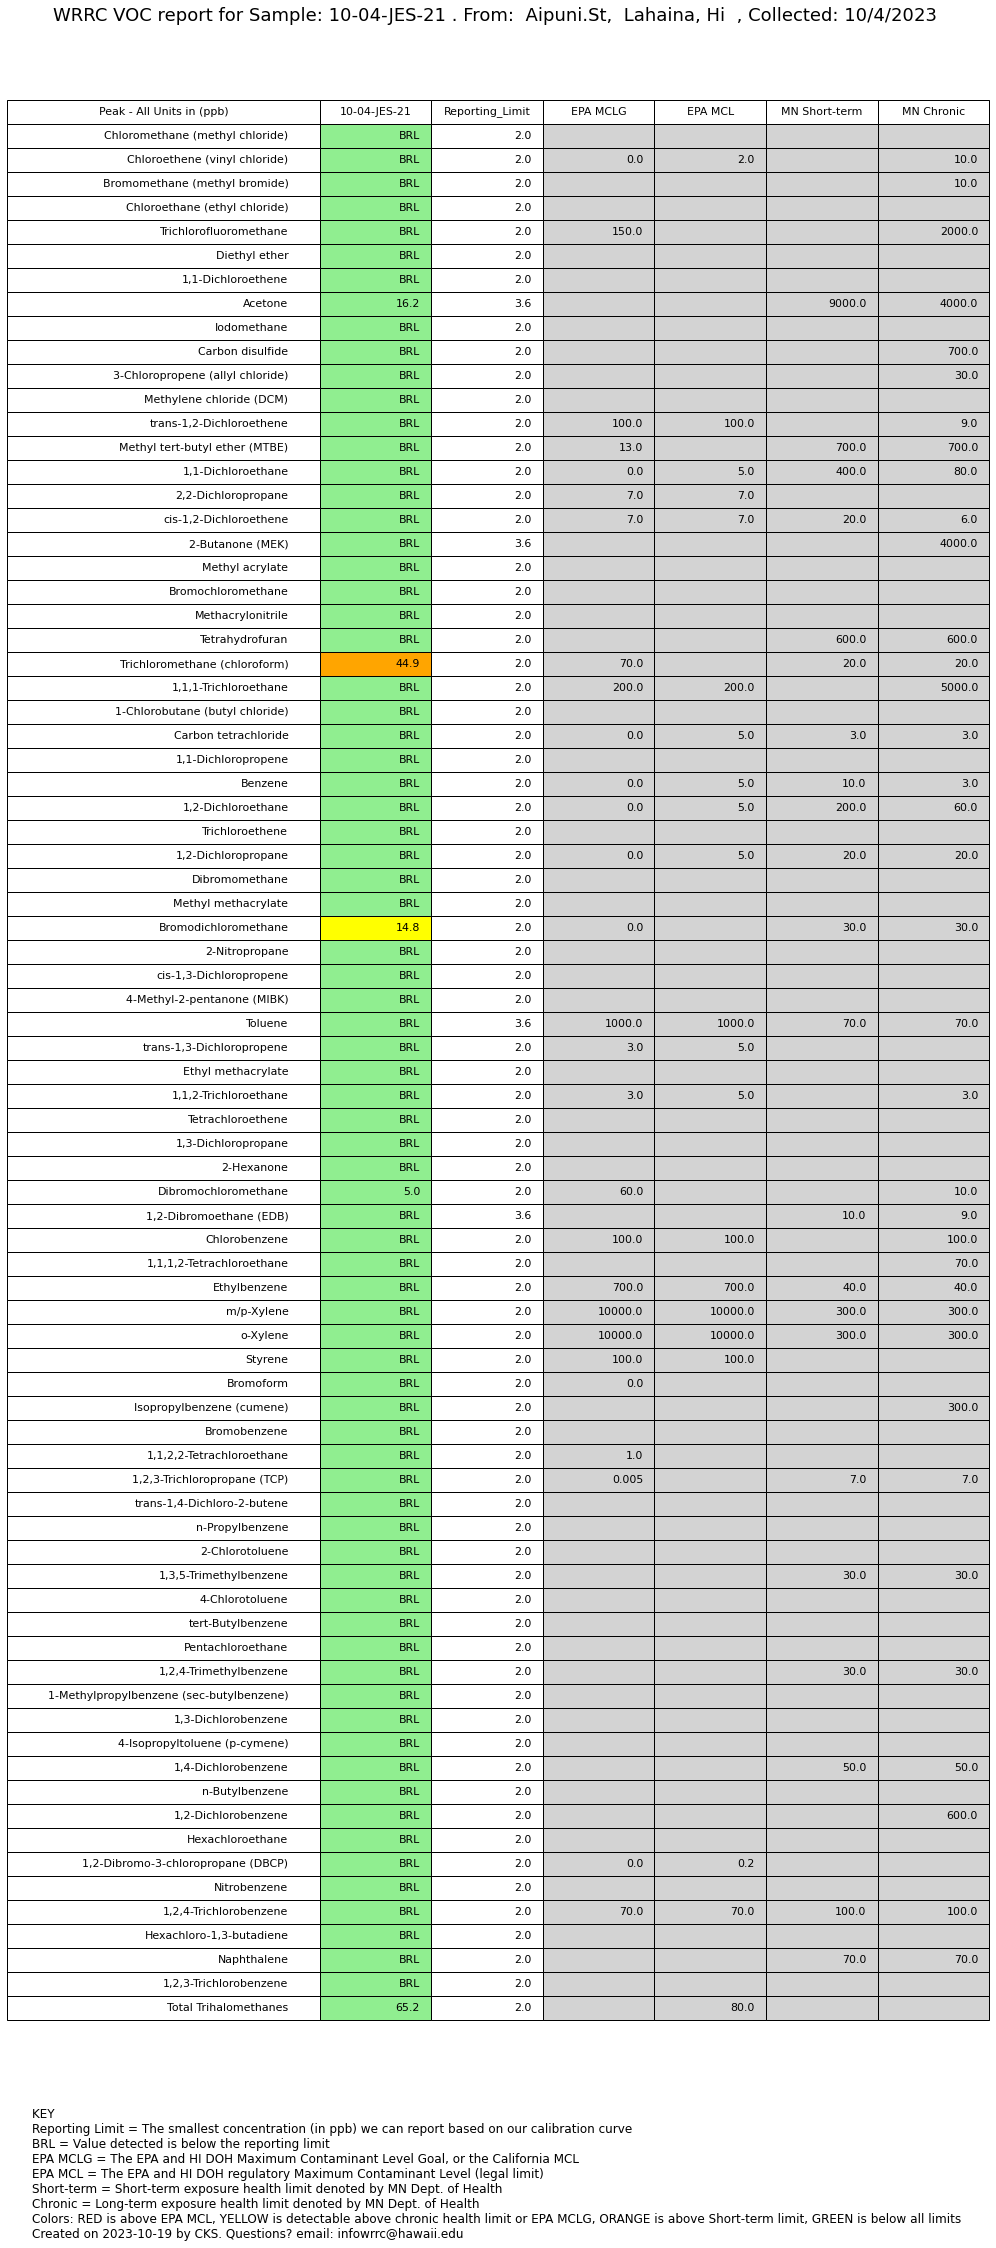 WRRC VOC report for Sample: 10-04-JES-21 . From:  Aipuni.St,  Lahaina, Hi  , Collected: 10/4/2023
Peak - All Units in (ppb) 10-04-JES-21 Reporting_Limit EPA MCLG EPA MCL MN Short-term MN Chronic
Chloromethane (methyl chloride) BRL 2.0
Chloroethene (vinyl chloride) BRL 2.0 0.0 2.0 10.0
Bromomethane (methyl bromide) BRL 2.0 10.0
Chloroethane (ethyl chloride) BRL 2.0
Trichlorofluoromethane BRL 2.0 150.0 2000.0
Diethyl ether BRL 2.0
1,1-Dichloroethene BRL 2.0
Acetone 16.2 3.6 9000.0 4000.0
Iodomethane BRL 2.0
Carbon disulfide BRL 2.0 700.0
3-Chloropropene (allyl chloride) BRL 2.0 30.0
Methylene chloride (DCM) BRL 2.0
trans-1,2-Dichloroethene BRL 2.0 100.0 100.0 9.0
Methyl tert-butyl ether (MTBE) BRL 2.0 13.0 700.0 700.0
1,1-Dichloroethane BRL 2.0 0.0 5.0 400.0 80.0
2,2-Dichloropropane BRL 2.0 7.0 7.0
cis-1,2-Dichloroethene BRL 2.0 7.0 7.0 20.0 6.0
2-Butanone (MEK) BRL 3.6 4000.0
Methyl acrylate BRL 2.0
Bromochloromethane BRL 2.0
Methacrylonitrile BRL 2.0
Tetrahydrofuran BRL 2.0 600.0 600.0
Trichloromethane (chloroform) 44.9 2.0 70.0 20.0 20.0
1,1,1-Trichloroethane BRL 2.0 200.0 200.0 5000.0
1-Chlorobutane (butyl chloride) BRL 2.0
Carbon tetrachloride BRL 2.0 0.0 5.0 3.0 3.0
1,1-Dichloropropene BRL 2.0
Benzene BRL 2.0 0.0 5.0 10.0 3.0
1,2-Dichloroethane BRL 2.0 0.0 5.0 200.0 60.0
Trichloroethene BRL 2.0
1,2-Dichloropropane BRL 2.0 0.0 5.0 20.0 20.0
Dibromomethane BRL 2.0
Methyl methacrylate BRL 2.0
Bromodichloromethane 14.8 2.0 0.0 30.0 30.0
2-Nitropropane BRL 2.0
cis-1,3-Dichloropropene BRL 2.0
4-Methyl-2-pentanone (MIBK) BRL 2.0
Toluene BRL 3.6 1000.0 1000.0 70.0 70.0
trans-1,3-Dichloropropene BRL 2.0 3.0 5.0
Ethyl methacrylate BRL 2.0
1,1,2-Trichloroethane BRL 2.0 3.0 5.0 3.0
Tetrachloroethene BRL 2.0
1,3-Dichloropropane BRL 2.0
2-Hexanone BRL 2.0
Dibromochloromethane 5.0 2.0 60.0 10.0
1,2-Dibromoethane (EDB) BRL 3.6 10.0 9.0
Chlorobenzene BRL 2.0 100.0 100.0 100.0
1,1,1,2-Tetrachloroethane BRL 2.0 70.0
Ethylbenzene BRL 2.0 700.0 700.0 40.0 40.0
m/p-Xylene BRL 2.0 10000.0 10000.0 300.0 300.0
o-Xylene BRL 2.0 10000.0 10000.0 300.0 300.0
Styrene BRL 2.0 100.0 100.0
Bromoform BRL 2.0 0.0
Isopropylbenzene (cumene) BRL 2.0 300.0
Bromobenzene BRL 2.0
1,1,2,2-Tetrachloroethane BRL 2.0 1.0
1,2,3-Trichloropropane (TCP) BRL 2.0 0.005 7.0 7.0
trans-1,4-Dichloro-2-butene BRL 2.0
n-Propylbenzene BRL 2.0
2-Chlorotoluene BRL 2.0
1,3,5-Trimethylbenzene BRL 2.0 30.0 30.0
4-Chlorotoluene BRL 2.0
tert-Butylbenzene BRL 2.0
Pentachloroethane BRL 2.0
1,2,4-Trimethylbenzene BRL 2.0 30.0 30.0
1-Methylpropylbenzene (sec-butylbenzene) BRL 2.0
1,3-Dichlorobenzene BRL 2.0
4-Isopropyltoluene (p-cymene) BRL 2.0
1,4-Dichlorobenzene BRL 2.0 50.0 50.0
n-Butylbenzene BRL 2.0
1,2-Dichlorobenzene BRL 2.0 600.0
Hexachloroethane BRL 2.0
1,2-Dibromo-3-chloropropane (DBCP) BRL 2.0 0.0 0.2
Nitrobenzene BRL 2.0
1,2,4-Trichlorobenzene BRL 2.0 70.0 70.0 100.0 100.0
Hexachloro-1,3-butadiene BRL 2.0
Naphthalene BRL 2.0 70.0 70.0
1,2,3-Trichlorobenzene BRL 2.0
Total Trihalomethanes 65.2 2.0 80.0
KEY
Reporting Limit = The smallest concentration (in ppb) we can report based on our calibration curve
BRL = Value detected is below the reporting limit
EPA MCLG = The EPA and HI DOH Maximum Contaminant Level Goal, or the California MCL
EPA MCL = The EPA and HI DOH regulatory Maximum Contaminant Level (legal limit)
Short-term = Short-term exposure health limit denoted by MN Dept. of Health
Chronic = Long-term exposure health limit denoted by MN Dept. of Health
Colors: RED is above EPA MCL, YELLOW is detectable above chronic health limit or EPA MCLG, ORANGE is above Short-term limit, GREEN is below all limits
Created on 2023-10-19 by CKS. Questions? email: infowrrc@hawaii.edu